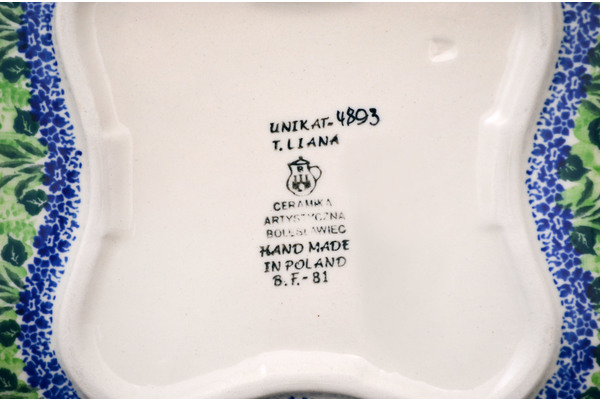 UNIKAT-4893
T. LIANA
CERAMIKA
ARTYSTYCZNA
BOLESŁAWIEC
HAND MADE
IN POLAND
B.F.-81